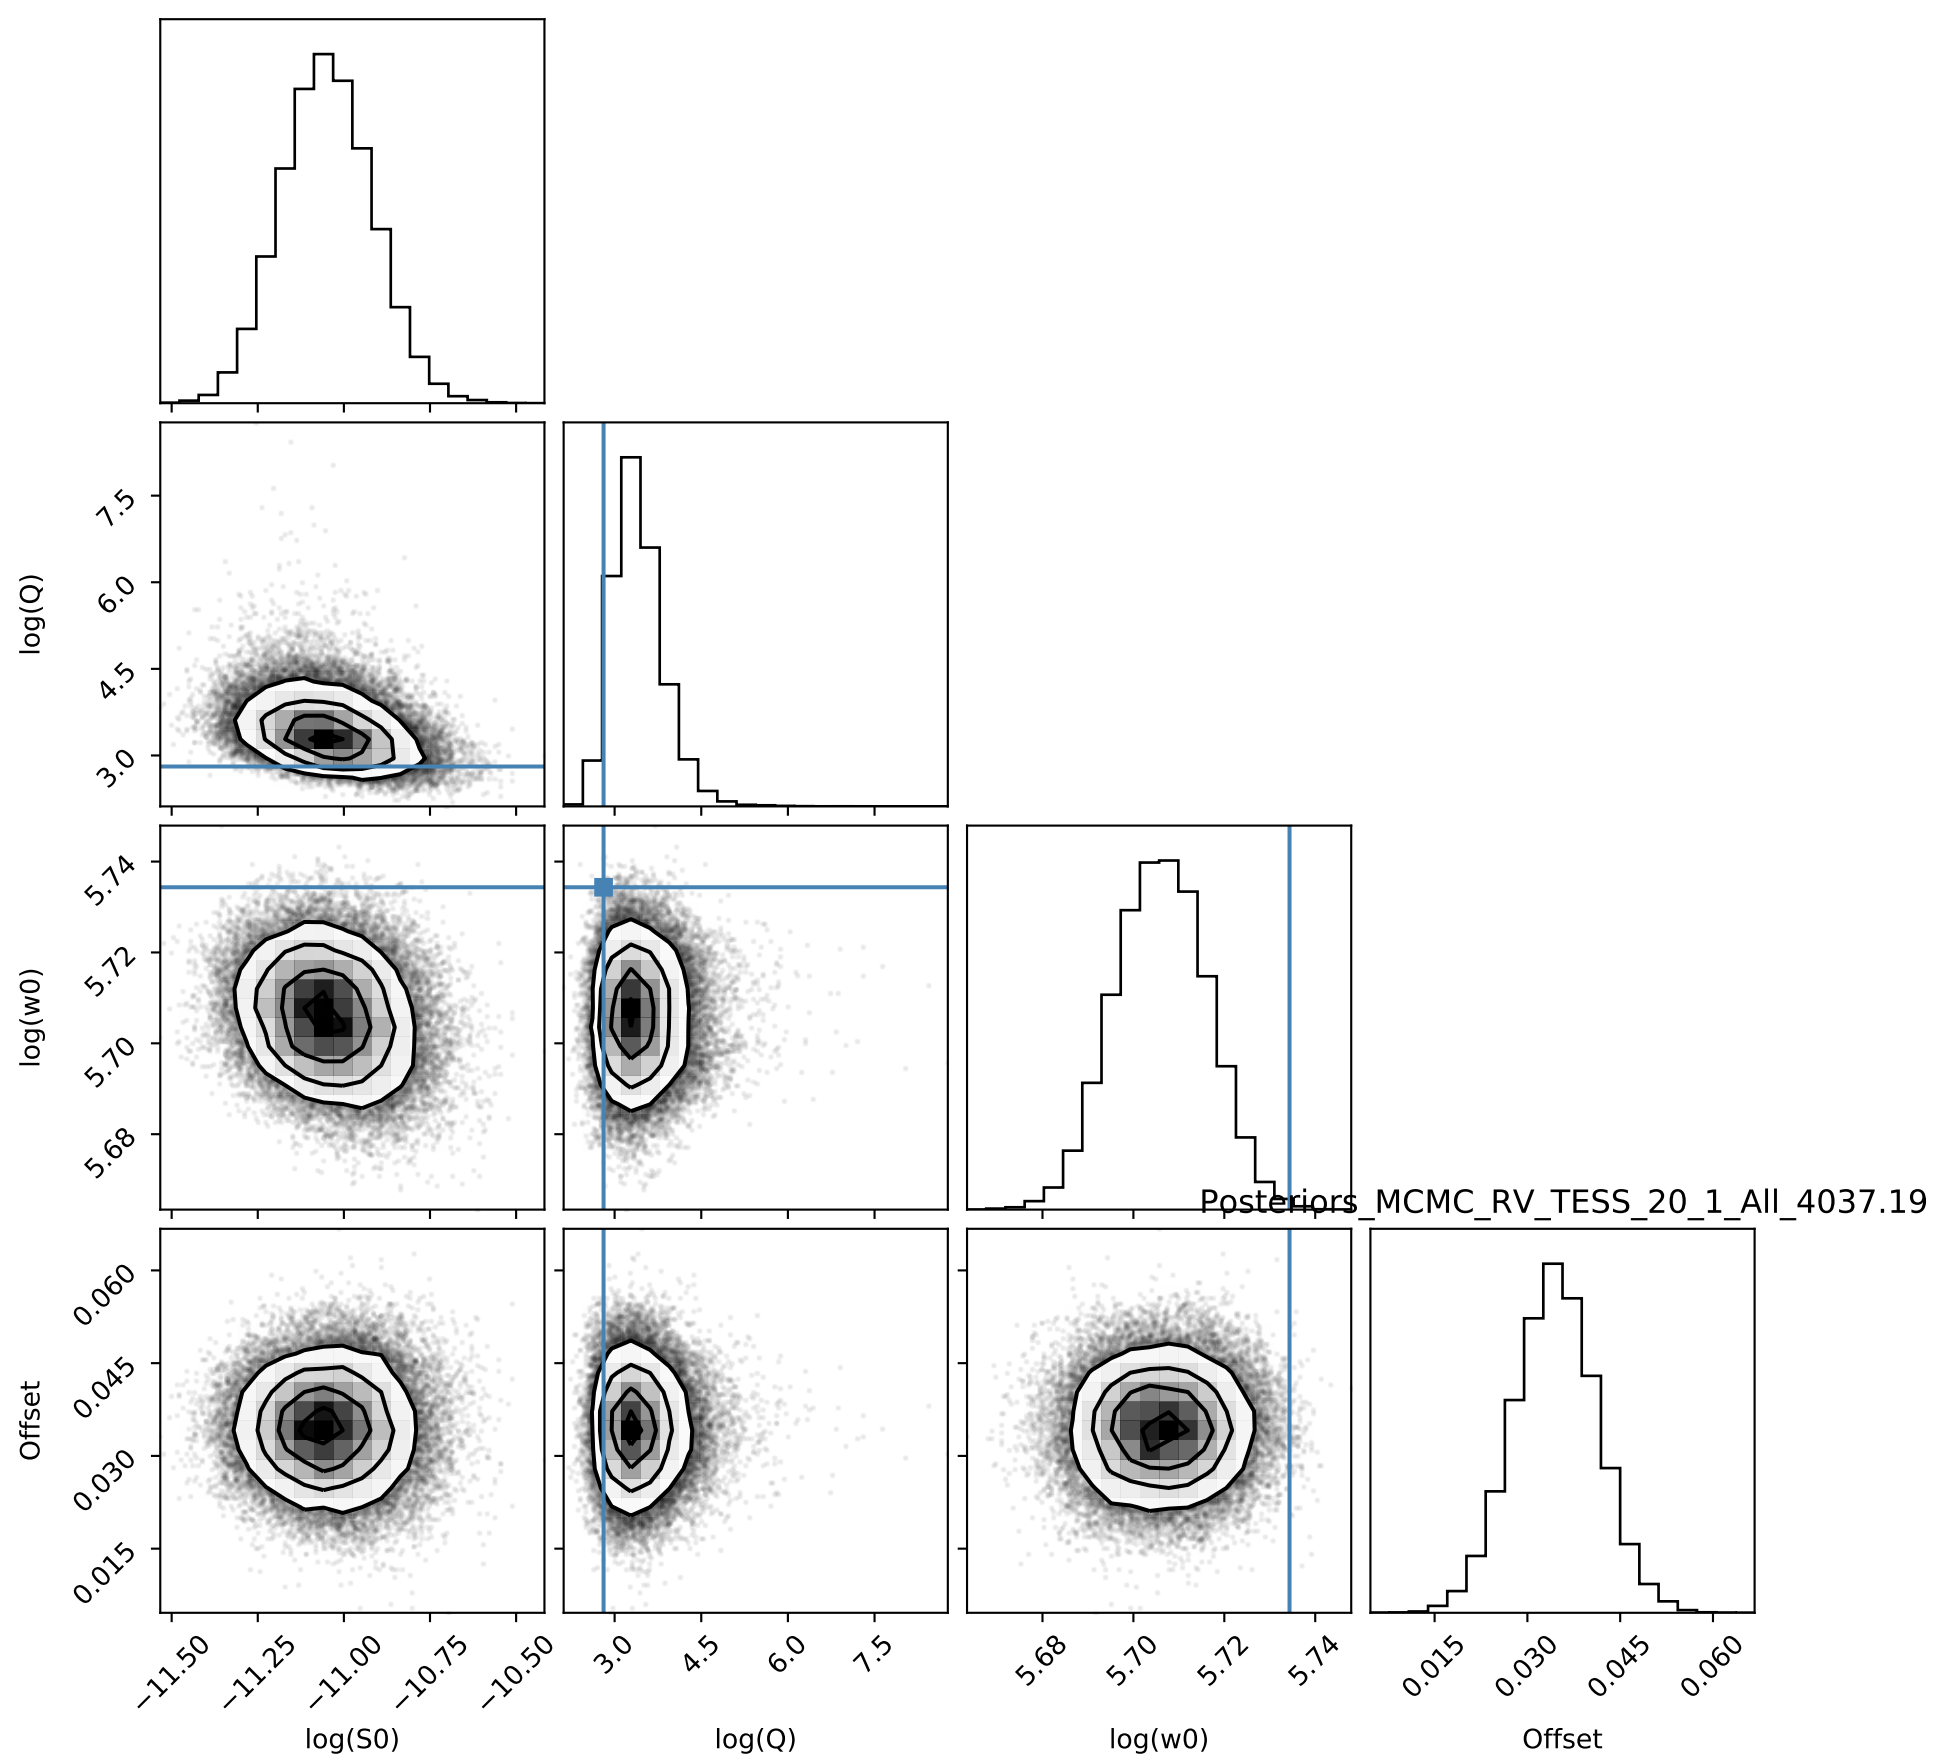 7.5
6.0
4.5
3.0
log(Q)
5.74
5.72
5.70
5.68
log(w0)
Posteriors_MCMC_RV_TESS_20_1_All_4037.19
0.060
0.045
0.030
0.015
Offset
−11.50 −11.25 −11.00 −10.75 −10.50 3.0 4.5 6.0 7.5 5.68 5.70 5.72 5.74 0.015 0.030 0.045 0.060
log(S0) log(Q) log(w0) Offset